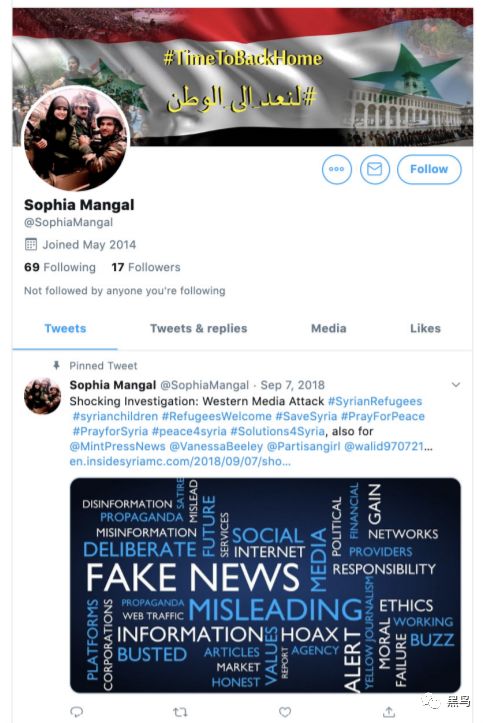 #TimeToBackHome
#لنعد إلى الوطن
Follow
Sophia Mangal
@SophiaMangal
Joined May 2014
69 Following 17 Followers
Not followed by anyone you're following
Tweets Tweets & replies Media Likes
Pinned Tweet
Sophia Mangal @SophiaMangal · Sep 7, 2018
Shocking Investigation: Western Media Attack #SyrianRefugees
#syrianchildren #RefugeesWelcome #SaveSyria #PrayForPeace
#PrayforSyria #peace4syria #Solutions4Syria, also for
@MintPressNews @VanessaBeeley @Partisangirl @walid970721...
en.insidesyriamc.com/2018/09/07/sho...
DISINFORMATION
SATIRE
MISLEAD
PROPAGANDA
MISINFORMATION
DELIBERATE
FUTURE
SERVICES
SOCIAL
INTERNET
MEDIA
POLITICAL
FINANCIAL
GAIN
NETWORKS
PROVIDERS
RESPONSIBILITY
FAKE NEWS
PLATFORMS
CORPORATIONS
PROPAGANDA
WEB TRAFFIC
MISLEADING
INFORMATION
HOAX
BUSTED
ARTICLES
MARKET
HONEST
VALUES
REPORT
AGENCY
ALERT
YELLOW JOURNALISM
MORAL
FAILURE
ETHICS
WORKING
BUZZ
黑鸟